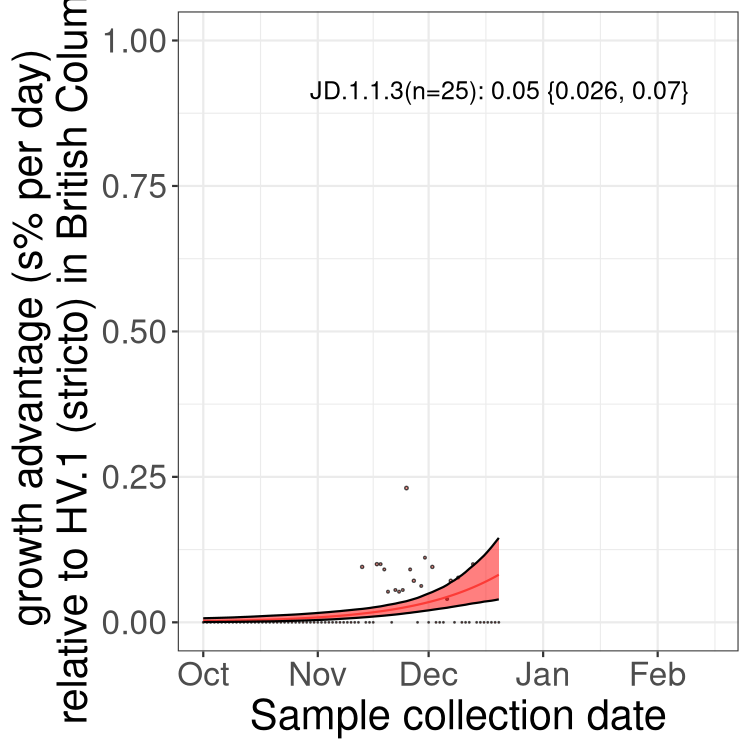 growth advantage (s% per day)
relative to HV.1 (stricto) in British Colum
1.00
0.75
0.50
0.25
0.00
JD.1.1.3(n=25): 0.05 {0.026, 0.07}
Oct Nov Dec Jan Feb
Sample collection date